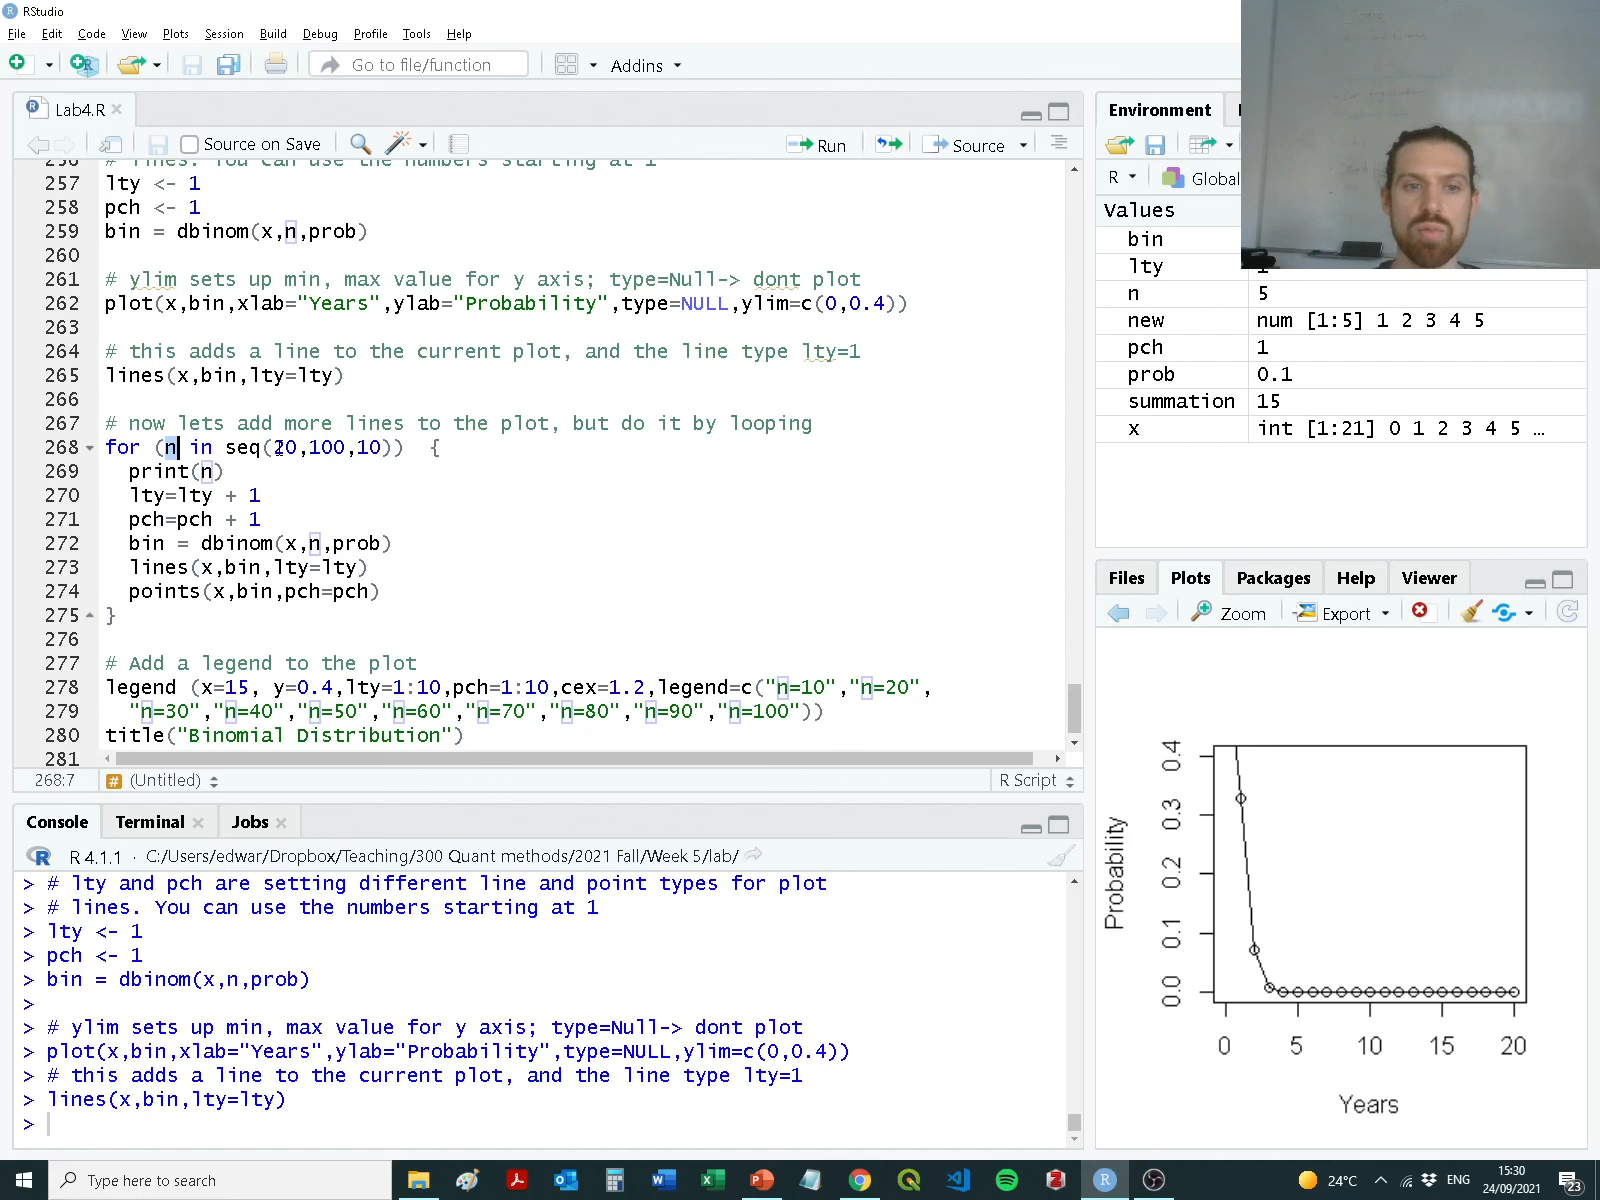 RStudio
File Edit Code View Plots Session Build Debug Profile Tools Help
Go to file/function Addins
Lab4.R
Source on Save Run Source
256 # lines. You can use the numbers starting at 1
257 lty <- 1
258 pch <- 1
259 bin = dbinom(x,n,prob)
260
261 # ylim sets up min, max value for y axis; type=Null-> dont plot
262 plot(x,bin,xlab="Years",ylab="Probability",type=NULL,ylim=c(0,0.4))
263
264 # this adds a line to the current plot, and the line type lty=1
265 lines(x,bin,lty=lty)
266
267 # now lets add more lines to the plot, but do it by looping
268 for (n in seq(20,100,10)) {
269 print(n)
270 lty=lty + 1
271 pch=pch + 1
272 bin = dbinom(x,n,prob)
273 lines(x,bin,lty=lty)
274 points(x,bin,pch=pch)
275 }
276
277 # Add a legend to the plot
278 legend (x=15, y=0.4,lty=1:10,pch=1:10,cex=1.2,legend=c("n=10","n=20",
279 "n=30","n=40","n=50","n=60","n=70","n=80","n=90","n=100"))
280 title("Binomial Distribution")
281
268:7 (Untitled) R Script
Console Terminal Jobs
R 4.1.1 · C:/Users/edwar/Dropbox/Teaching/300 Quant methods/2021 Fall/Week 5/lab/
> # lty and pch are setting different line and point types for plot
> # lines. You can use the numbers starting at 1
> lty <- 1
> pch <- 1
> bin = dbinom(x,n,prob)
>
> # ylim sets up min, max value for y axis; type=Null-> dont plot
> plot(x,bin,xlab="Years",ylab="Probability",type=NULL,ylim=c(0,0.4))
> # this adds a line to the current plot, and the line type lty=1
> lines(x,bin,lty=lty)
>
Environment
R Global
Values
bin
lty 1
n 5
new num [1:5] 1 2 3 4 5
pch 1
prob 0.1
summation 15
x int [1:21] 0 1 2 3 4 5 ...
Files Plots Packages Help Viewer
Zoom Export
Probability
0.4
0.3
0.2
0.1
0.0
0 5 10 15 20
Years
Type here to search
24°C ENG
15:30
24/09/2021
23